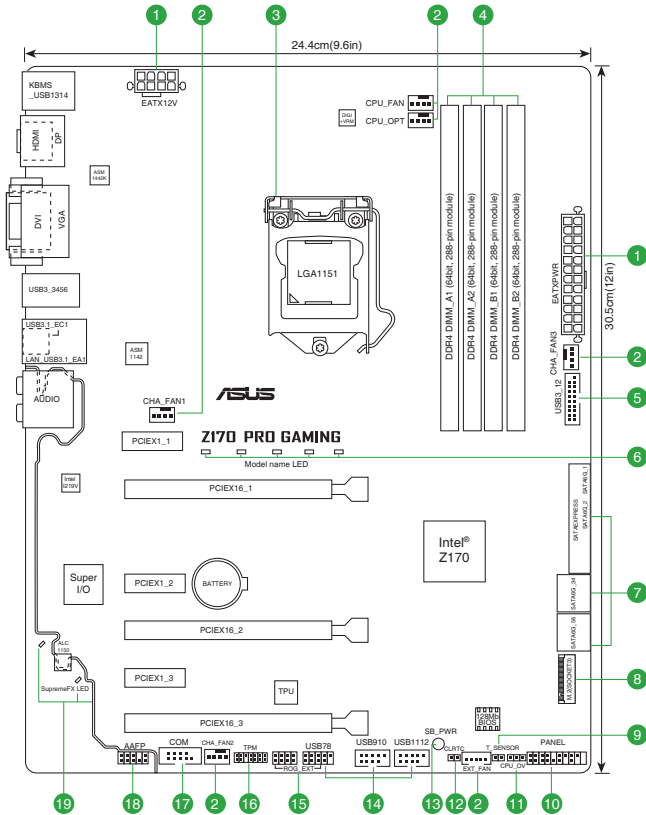 1
2
3
2
4
24.4cm(9.6in)
KBMS
_USB1314
EATX12V
CPU_FAN
DIGI
+VRM
CPU_OPT
HDMI
DP
ASM
1442K
DVI
VGA
LGA1151
DDR4 DIMM_A1 (64bit, 288-pin module)
DDR4 DIMM_A2 (64bit, 288-pin module)
DDR4 DIMM_B1 (64bit, 288-pin module)
DDR4 DIMM_B2 (64bit, 288-pin module)
EATXPWR
1
30.5cm(12in)
USB3_3456
USB3.1_EC1
LAN_USB3.1_EA1
ASM
1142
CHA_FAN3
2
AUDIO
CHA_FAN1
ASUS
USB3_12
5
PCIEX1_1
Z170 PRO GAMING
Model name LED
6
Intel
I219V
PCIEX16_1
SATAEXPRESS
SATA6G_2
SATA6G_1
Intel®
Z170
Super
I/O
PCIEX1_2
BATTERY
SATA6G_34
7
SATA6G_56
PCIEX16_2
ALC
1150
SupremeFX LED
PCIEX1_3
TPU
M.2(SOCKET3)
8
128Mb
BIOS
PCIEX16_3
SB_PWR
9
AAFP
COM
CHA_FAN2
TPM
ROG_EXT
USB78
USB910
USB1112
CLRTC
EXT_FAN
T_SENSOR
CPU_OV
PANEL
19
18
17
2
16
15
14
13
12
2
11
10